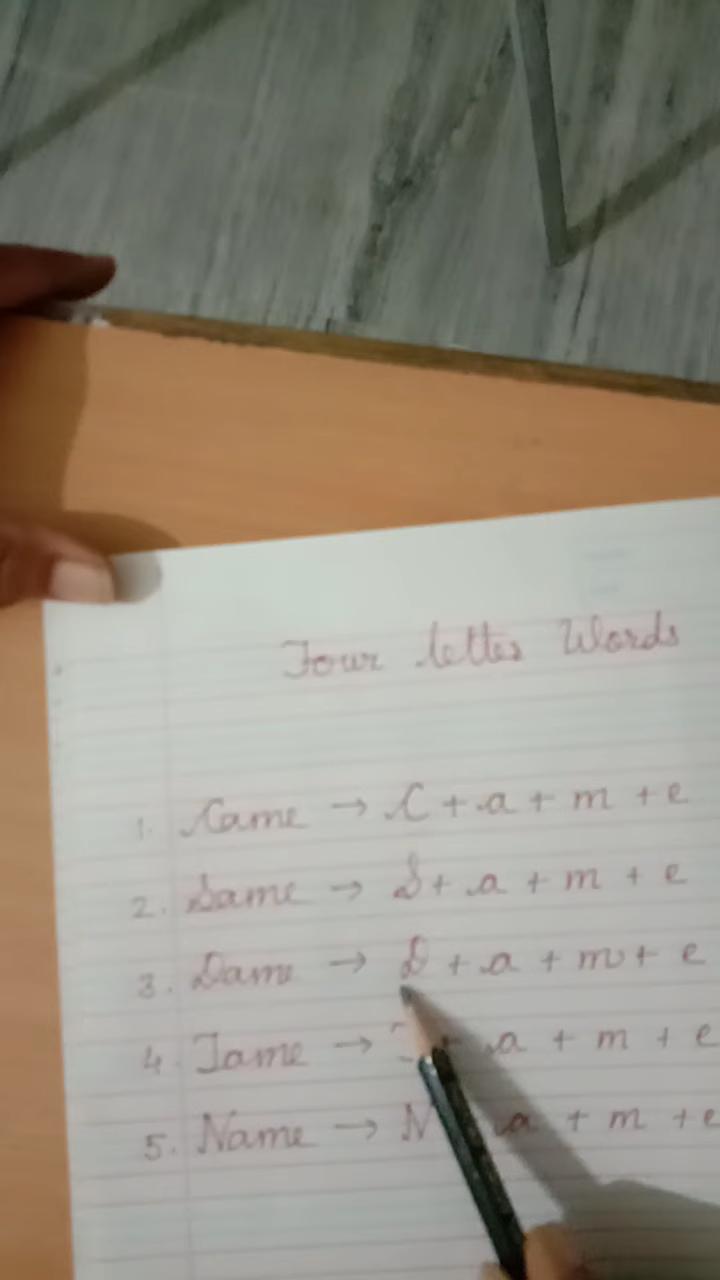 Four letter Words
1. Came → C + a + m + e
2. Same → S + a + m + e
3. Dame → D + a + m + e
4. Tame → + a + m + e
5. Name → N a + m + e